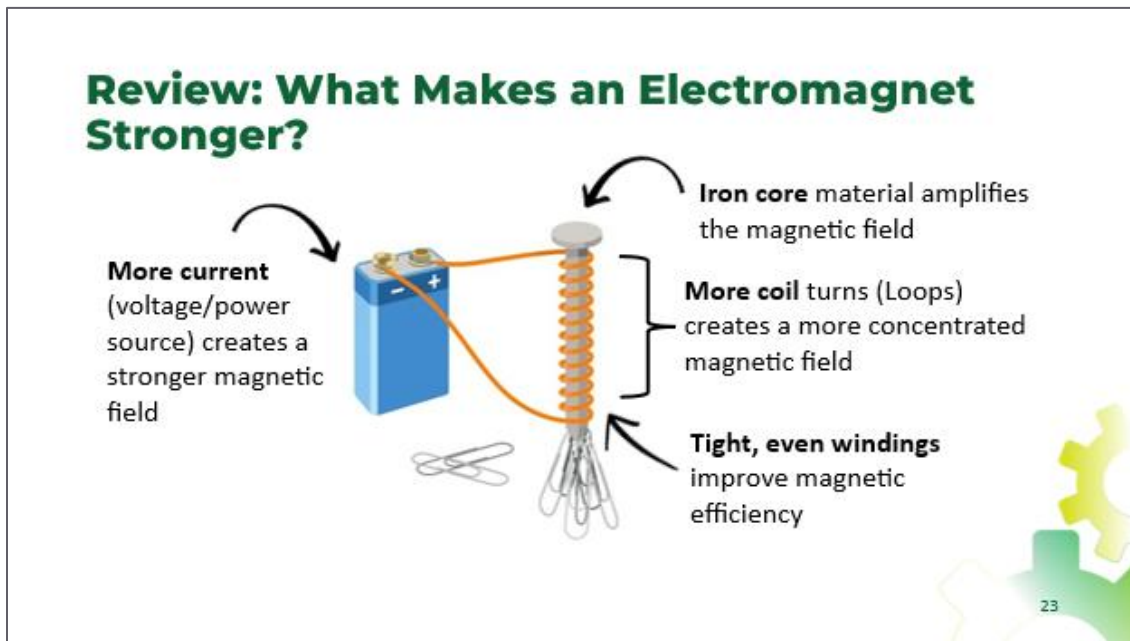 Review: What Makes an Electromagnet
Stronger?
More current
(voltage/power
source) creates a
stronger magnetic
field
− +
Iron core material amplifies
the magnetic field
More coil turns (Loops)
creates a more concentrated
magnetic field
Tight, even windings
improve magnetic
efficiency
23